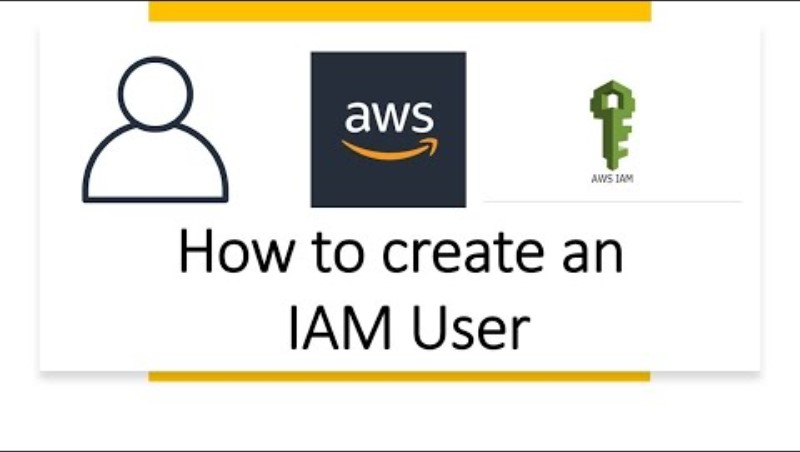 aws
AWS IAM
How to create an
IAM User